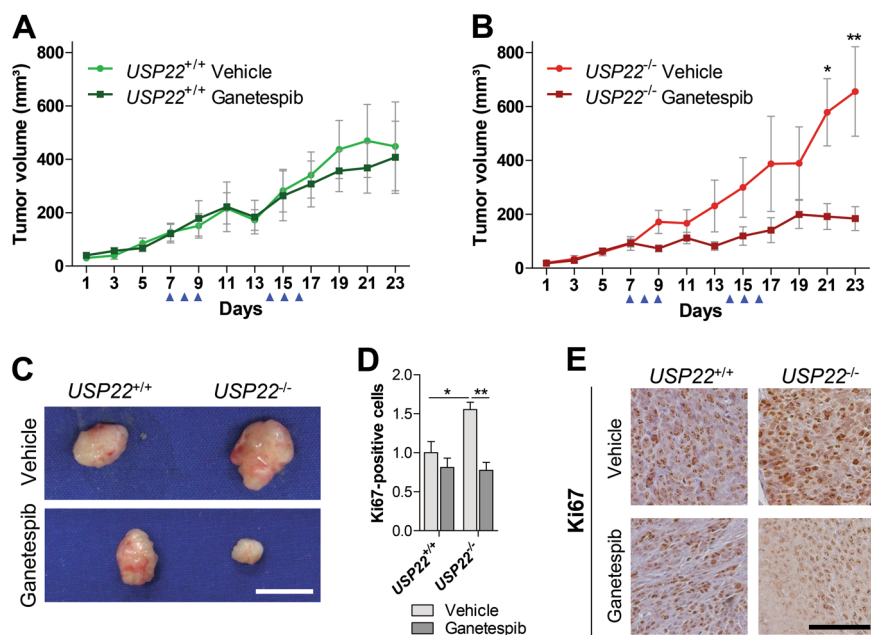 A
Tumor volume (mm³)
800
600
400
200
0
USP22+/+ Vehicle
USP22+/+ Ganetespib
1 3 5 7 9 11 13 15 17 19 21 23
Days
B
Tumor volume (mm³)
800
600
400
200
0
USP22-/- Vehicle
USP22-/- Ganetespib
*
**
1 3 5 7 9 11 13 15 17 19 21 23
Days
C
USP22+/+ USP22-/-
Vehicle
Ganetespib
D
Ki67-positive cells
2.0
1.5
1.0
0.5
0.0
* **
USP22+/+
USP22-/-
Vehicle
Ganetespib
E
USP22+/+ USP22-/-
Ki67
Vehicle
Ganetespib